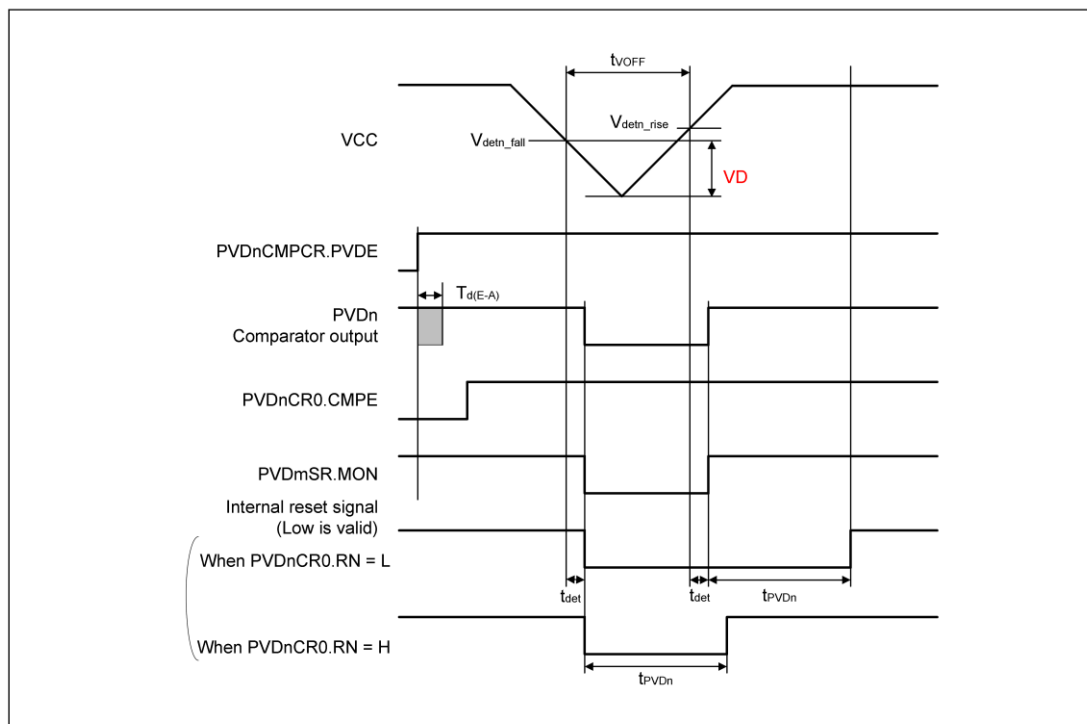 tVOFF
Vdetn_rise
VCC
Vdetn_fall
VD
PVDnCMPCR.PVDE
Td(E-A)
PVDn
Comparator output
PVDnCR0.CMPE
PVDmSR.MON
Internal reset signal
(Low is valid)
When PVDnCR0.RN = L
tdet
tdet
tPVDn
When PVDnCR0.RN = H
tPVDn